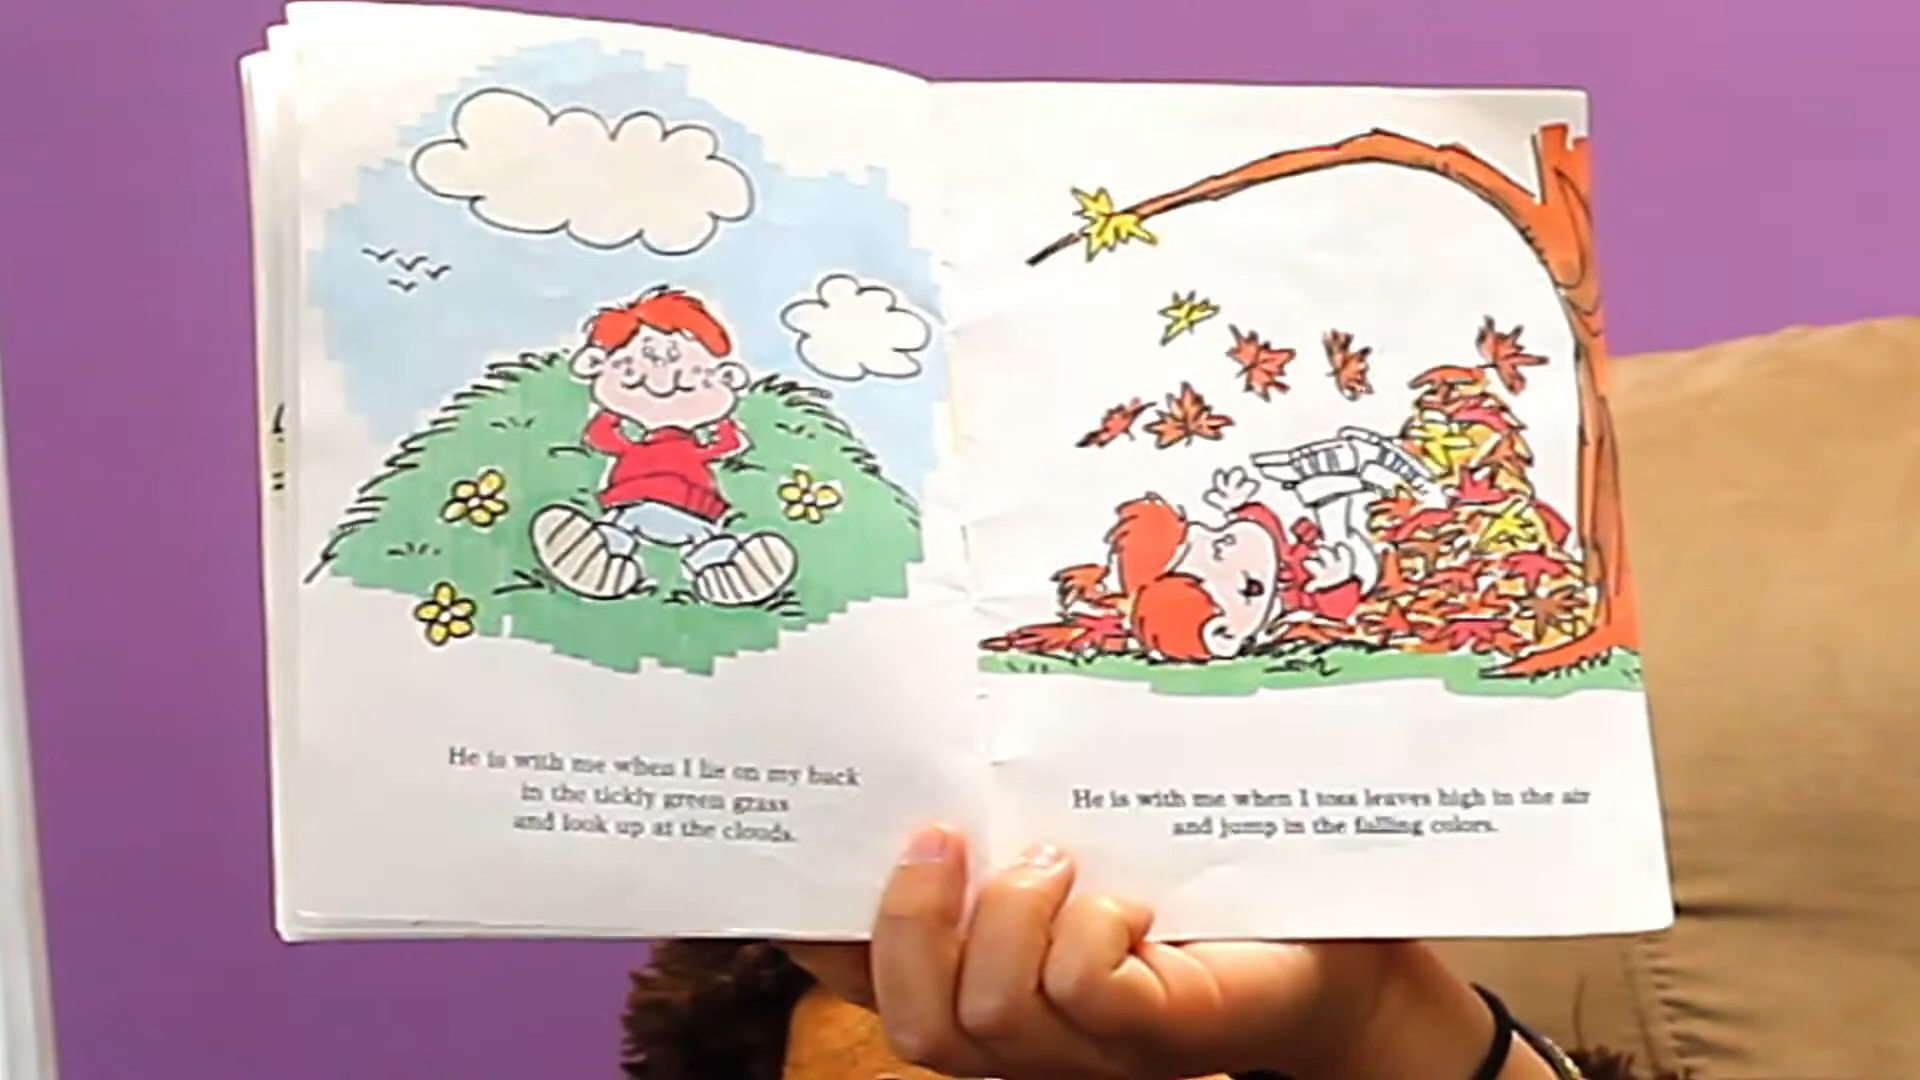 He is with me when I lie on my back
in the tickly green grass
and look up at the clouds.
He is with me when I toss leaves high in the air
and jump in the falling colors.